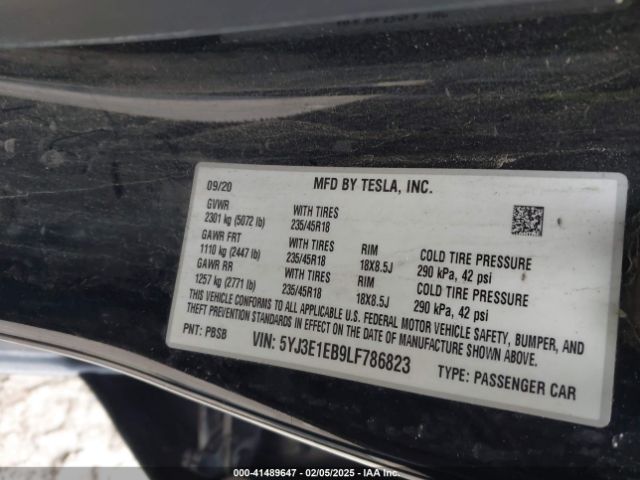 09/20 MFD BY TESLA, INC.
GVWR
2301 kg (5072 lb) WITH TIRES
GAWR FRT 235/45R18 RIM COLD TIRE PRESSURE
1110 kg (2447 lb) WITH TIRES 18X8.5J 290 kPa, 42 psi
GAWR RR 235/45R18 RIM COLD TIRE PRESSURE
1257 kg (2771 lb) WITH TIRES 18X8.5J 290 kPa, 42 psi
235/45R18
THIS VEHICLE CONFORMS TO ALL APPLICABLE U.S. FEDERAL MOTOR VEHICLE SAFETY, BUMPER, AND
THEFT PREVENTION STANDARDS IN EFFECT ON THE DATE OF MANUFACTURE SHOWN ABOVE.
PNT: PBSB VIN: 5YJ3E1EB9LF786823 TYPE: PASSENGER CAR
000-41489647 - 02/05/2025 - IAA Inc.